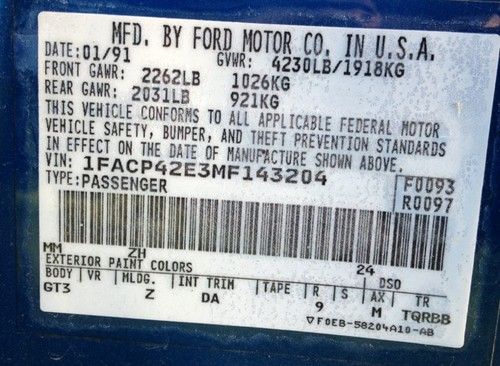 MFD. BY FORD MOTOR CO. IN U.S.A.
DATE: 01/91 GVWR: 4230LB/1918KG
FRONT GAWR: 2262LB 1026KG
REAR GAWR: 2031LB 921KG
THIS VEHICLE CONFORMS TO ALL APPLICABLE FEDERAL MOTOR
VEHICLE SAFETY, BUMPER, AND THEFT PREVENTION STANDARDS
IN EFFECT ON THE DATE OF MANUFACTURE SHOWN ABOVE.
VIN: 1FACP42E3MF143204 F0093
TYPE: PASSENGER R0097
MM ZH 24
EXTERIOR PAINT COLORS DSO
BODY VR MLDG. INT TRIM TAPE R S AX TR
GT3 Z DA 9 M TQRBB
F0EB-58204A10-AB